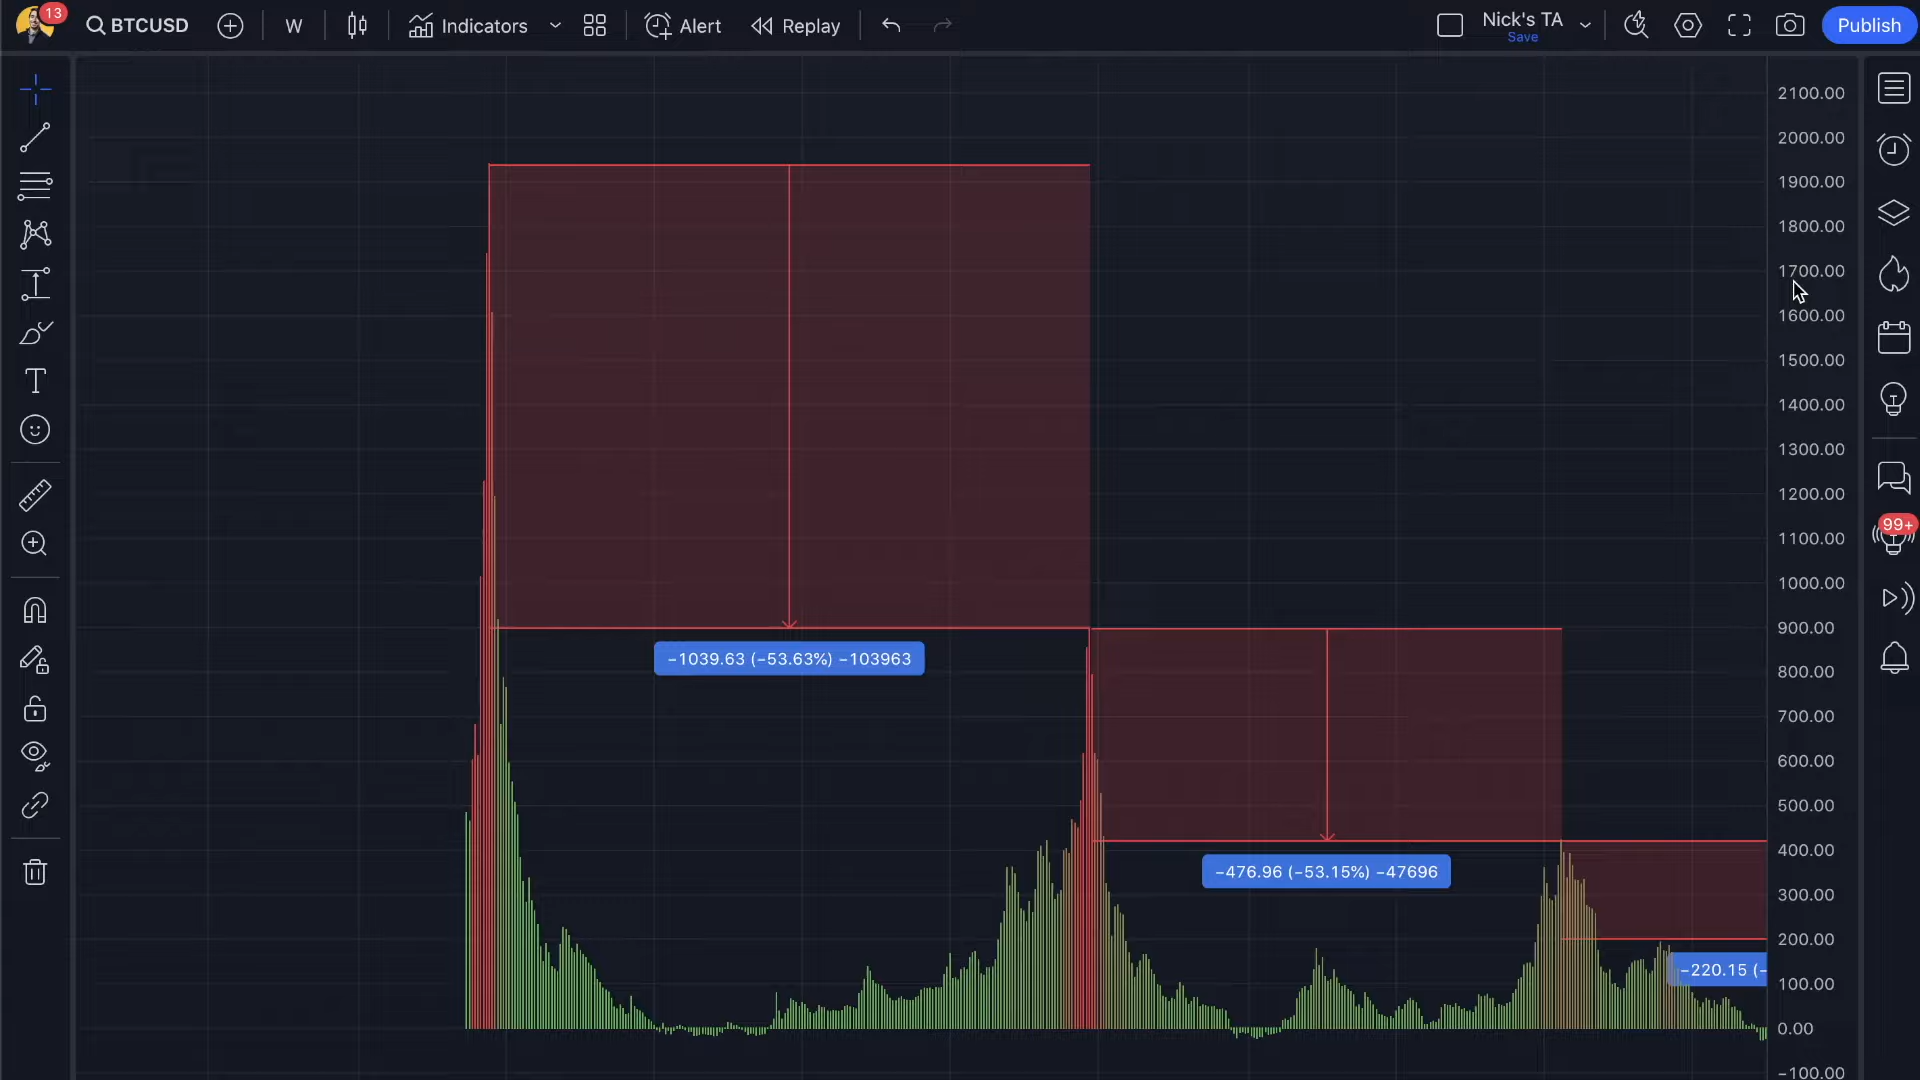 13
BTCUSD
W
Indicators
Alert
Replay
Nick's TA
Save
Publish
2100.00
2000.00
1900.00
1800.00
1700.00
1600.00
1500.00
1400.00
1300.00
1200.00
1100.00
1000.00
900.00
800.00
700.00
600.00
500.00
400.00
300.00
200.00
100.00
0.00
−100.00
−1039.63 (−53.63%) −103963
−476.96 (−53.15%) −47696
−220.15 (−
99+